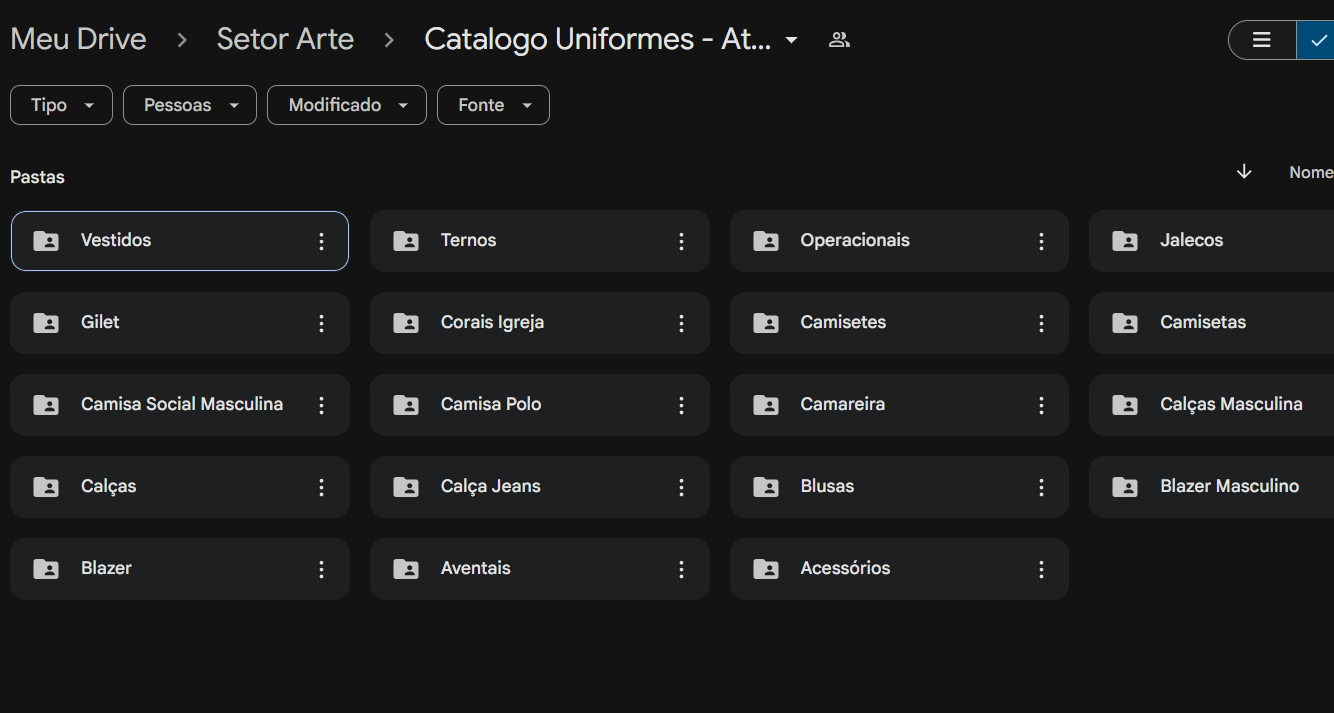 Meu Drive > Setor Arte > Catalogo Uniformes - At...
Tipo Pessoas Modificado Fonte
Pastas Nome
Vestidos Ternos Operacionais Jalecos
Gilet Corais Igreja Camisetes Camisetas
Camisa Social Masculina Camisa Polo Camareira Calças Masculina
Calças Calça Jeans Blusas Blazer Masculino
Blazer Aventais Acessórios